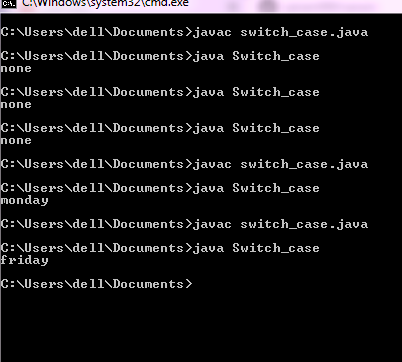 C:\Windows\system32\cmd.exe
C:\Users\dell\Documents>javac switch_case.java
C:\Users\dell\Documents>java Switch_case
none
C:\Users\dell\Documents>java Switch_case
none
C:\Users\dell\Documents>java Switch_case
none
C:\Users\dell\Documents>javac switch_case.java
C:\Users\dell\Documents>java Switch_case
monday
C:\Users\dell\Documents>javac switch_case.java
C:\Users\dell\Documents>java Switch_case
friday
C:\Users\dell\Documents>